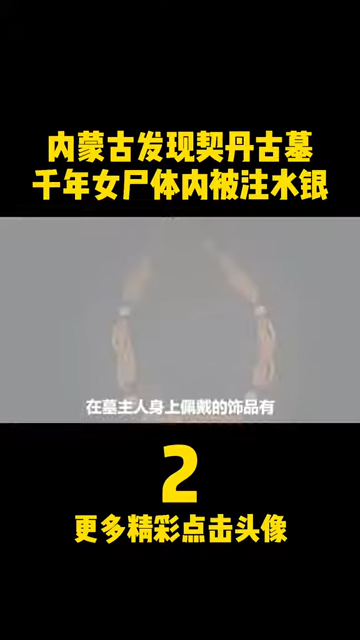 内蒙古发现契丹古墓
千年女尸体内被注水银
在墓主人身上佩戴的饰品有
2
更多精彩点击头像